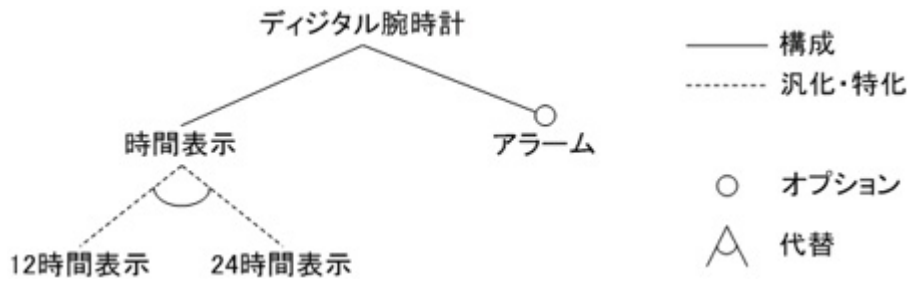 ディジタル腕時計
構成
汎化・特化
時間表示
アラーム
オプション
代替
12時間表示
24時間表示